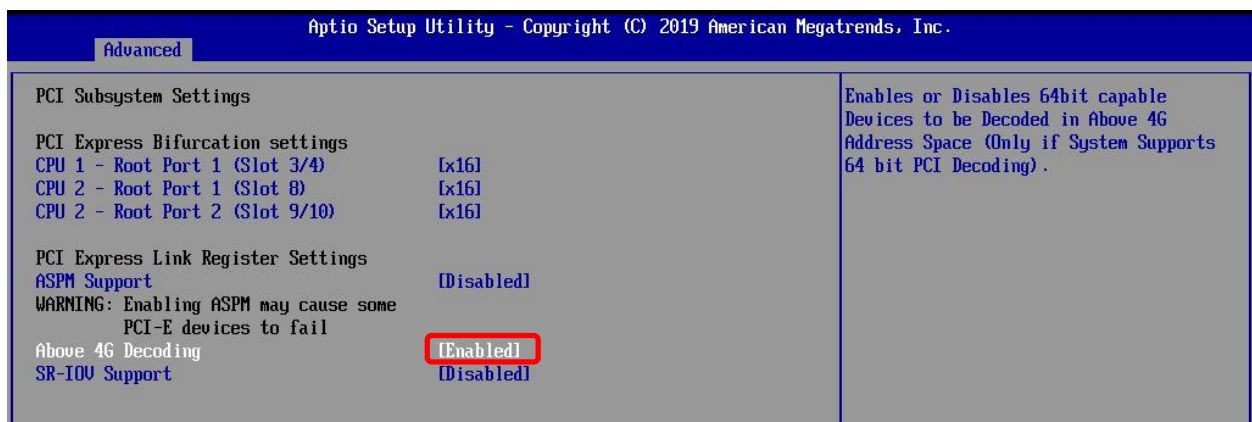 Aptio Setup Utility - Copyright (C) 2019 American Megatrends, Inc.
Advanced
PCI Subsystem Settings
PCI Express Bifurcation settings
CPU 1 - Root Port 1 (Slot 3/4) [x16]
CPU 2 - Root Port 1 (Slot 8) [x16]
CPU 2 - Root Port 2 (Slot 9/10) [x16]
PCI Express Link Register Settings
ASPM Support [Disabled]
WARNING: Enabling ASPM may cause some
PCI-E devices to fail
Above 4G Decoding [Enabled]
SR-IOV Support [Disabled]
Enables or Disables 64bit capable
Devices to be Decoded in Above 4G
Address Space (Only if System Supports
64 bit PCI Decoding).